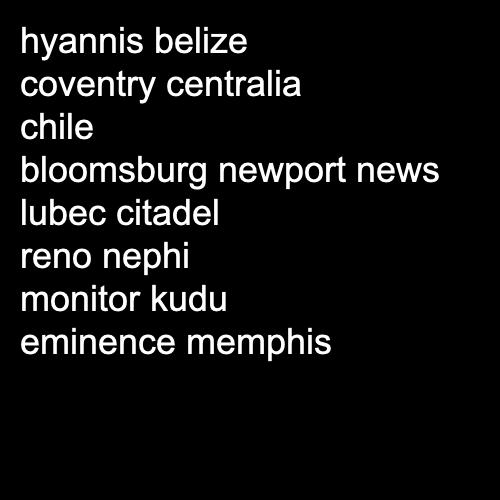 hyannis belize
coventry centralia
chile
bloomsburg newport news
lubec citadel
reno nephi
monitor kudu
eminence memphis